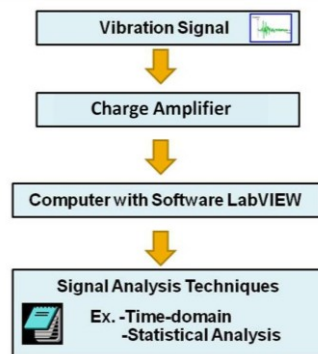 Vibration Signal
Charge Amplifier
Computer with Software LabVIEW
Signal Analysis Techniques
Ex. -Time-domain
-Statistical Analysis